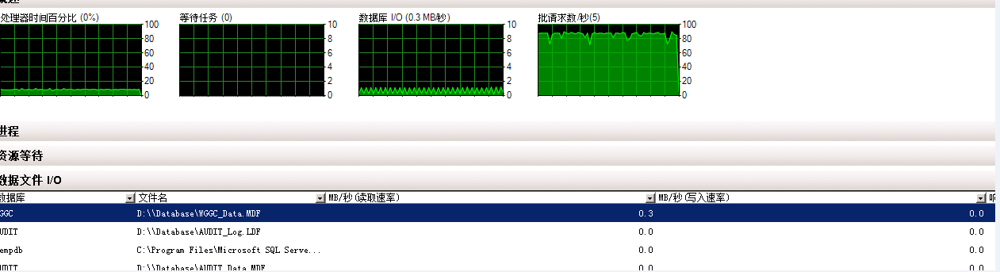 处理器时间百分比 (0%) 等待任务 (0) 数据库 I/O (0.3 MB/秒) 批请求数/秒(5)
100 10 10 100
80 8 8 80
60 6 6 60
40 4 4 40
20 2 2 20
0 0 0 0
进程
资源等待
数据文件 I/O
数据库 文件名 MB/秒(读取速率) MB/秒(写入速率)
GGC D:\\Database\WGGC_Data.MDF 0.3 0.0
UDIT D:\\Database\AUDIT_Log.LDF 0.0 0.0
empdb C:\Program Files\Microsoft SQL Serve... 0.0 0.0
UDIT D:\\Database\AUDIT_Data.MDF 0.0 0.0